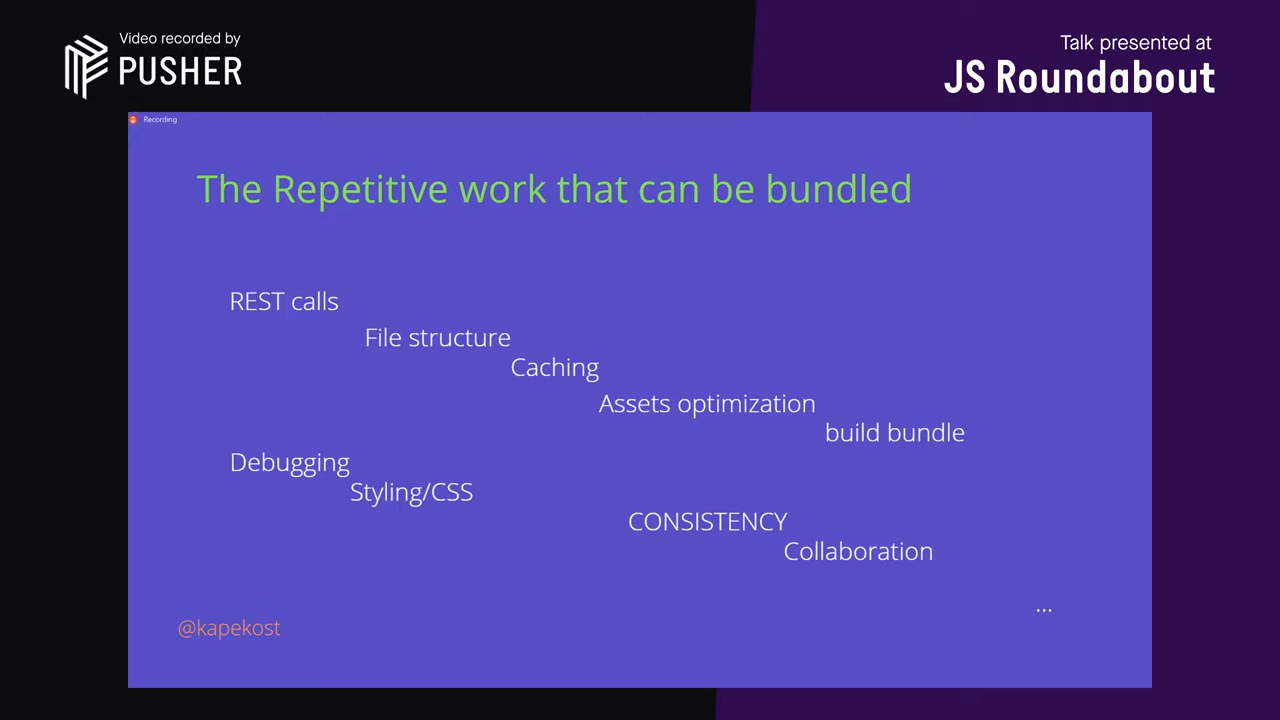 Video recorded by
PUSHER
Talk presented at
JS Roundabout
Recording
The Repetitive work that can be bundled
REST calls
File structure
Caching
Assets optimization
build bundle
Debugging
Styling/CSS
CONSISTENCY
Collaboration
...
@kapekost